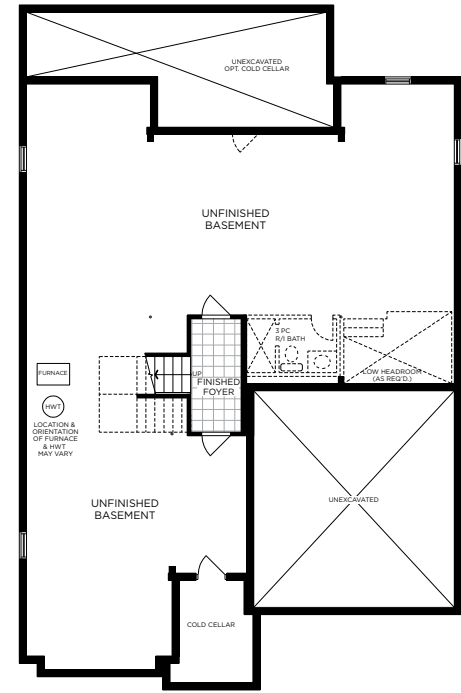 UNEXCAVATED
OPT. COLD CELLAR
UNFINISHED
BASEMENT
3 PC
R/I BATH
LOW HEADROOM
(AS REQ'D.)
UP
FINISHED
FOYER
FURNACE
HWT
LOCATION &
ORIENTATION
OF FURNACE
& HWT
MAY VARY
UNFINISHED
BASEMENT
UNEXCAVATED
COLD CELLAR